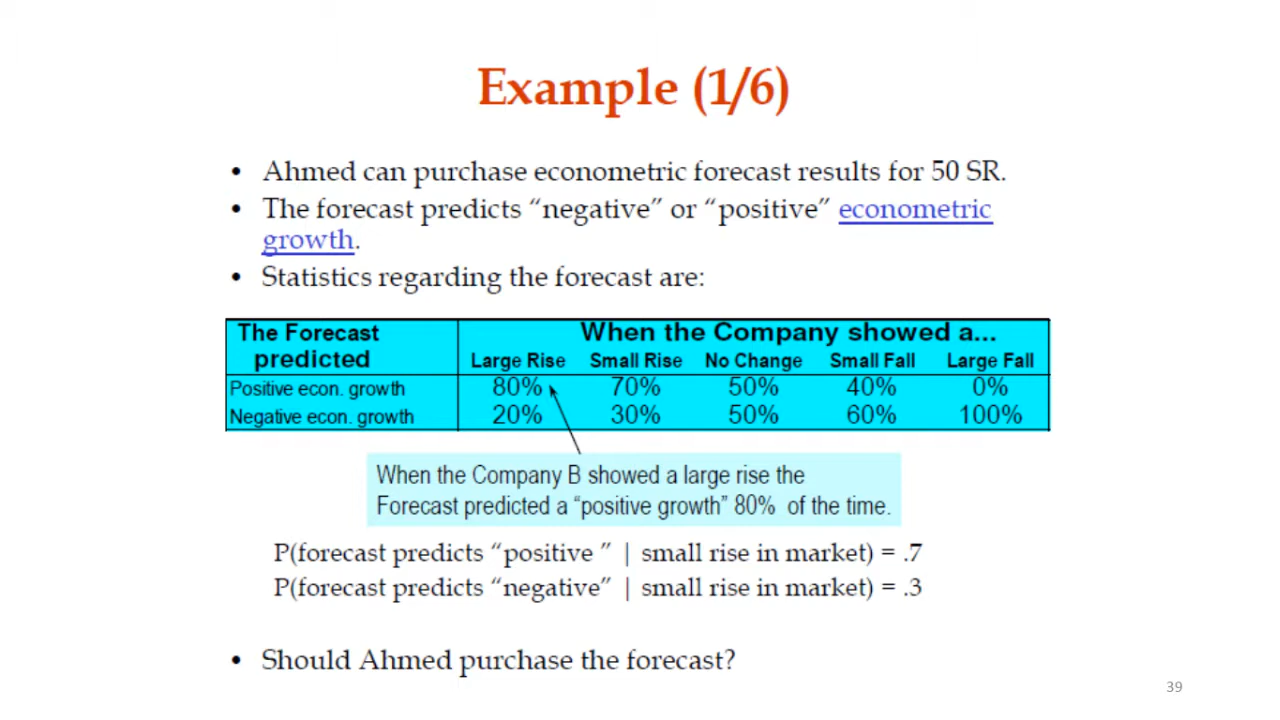 Example (1/6)
• Ahmed can purchase econometric forecast results for 50 SR.
• The forecast predicts “negative” or “positive” econometric
growth.
• Statistics regarding the forecast are:
The Forecast When the Company showed a...
predicted Large Rise Small Rise No Change Small Fall Large Fall
Positive econ. growth 80% 70% 50% 40% 0%
Negative econ. growth 20% 30% 50% 60% 100%
When the Company B showed a large rise the
Forecast predicted a “positive growth” 80% of the time.
P(forecast predicts “positive ” | small rise in market) = .7
P(forecast predicts “negative” | small rise in market) = .3
• Should Ahmed purchase the forecast?
39